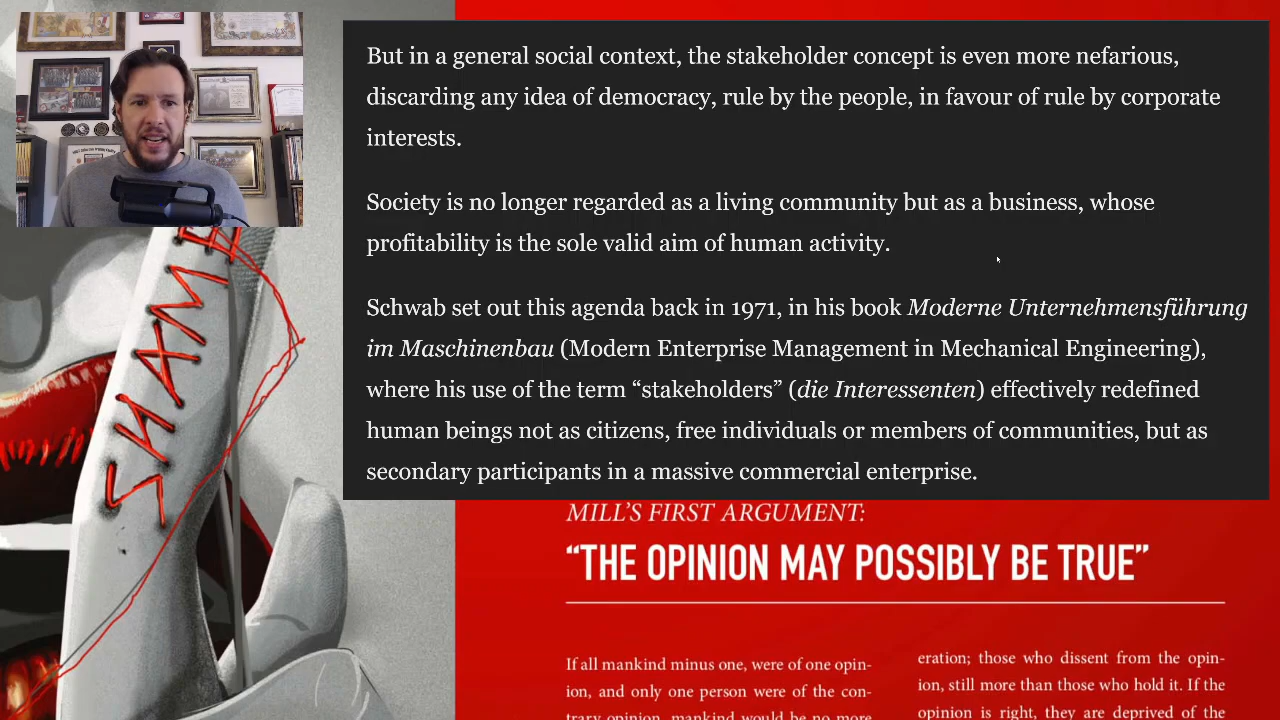 But in a general social context, the stakeholder concept is even more nefarious,
discarding any idea of democracy, rule by the people, in favour of rule by corporate
interests.
Society is no longer regarded as a living community but as a business, whose
profitability is the sole valid aim of human activity.
Schwab set out this agenda back in 1971, in his book Moderne Unternehmensführung
im Maschinenbau (Modern Enterprise Management in Mechanical Engineering),
where his use of the term “stakeholders” (die Interessenten) effectively redefined
human beings not as citizens, free individuals or members of communities, but as
secondary participants in a massive commercial enterprise.
SHAME
MILL’S FIRST ARGUMENT:
“THE OPINION MAY POSSIBLY BE TRUE”
If all mankind minus one, were of one opin-
ion, and only one person were of the con-
trary opinion, mankind would be no more
eration; those who dissent from the opin-
ion, still more than those who hold it. If the
opinion is right, they are deprived of the